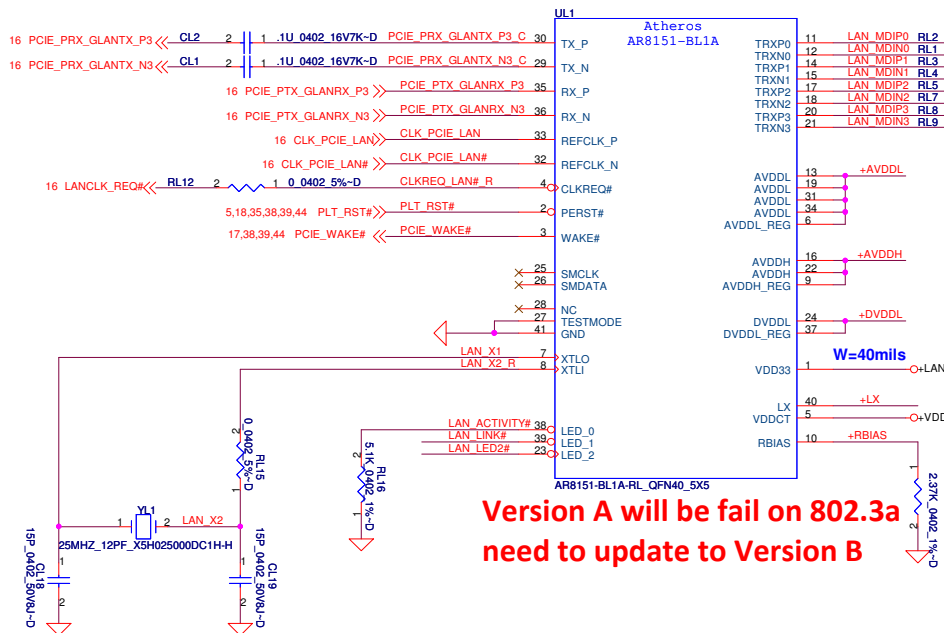 UL1
Atheros
AR8151-BL1A
16 PCIE_PRX_GLANTX_P3 CL2 2 1 .1U_0402_16V7K~D PCIE_PRX_GLANTX_P3_C 30 TX_P TRXP0 11 LAN_MDIP0 RL2
TRXN0 12 LAN_MDIN0 RL1
16 PCIE_PRX_GLANTX_N3 CL1 2 1 .1U_0402_16V7K~D PCIE_PRX_GLANTX_N3_C 29 TX_N TRXP1 14 LAN_MDIP1 RL3
TRXN1 15 LAN_MDIN1 RL4
16 PCIE_PTX_GLANRX_P3 PCIE_PTX_GLANRX_P3 35 RX_P TRXP2 17 LAN_MDIP2 RL5
TRXN2 18 LAN_MDIN2 RL7
16 PCIE_PTX_GLANRX_N3 PCIE_PTX_GLANRX_N3 36 RX_N TRXP3 20 LAN_MDIP3 RL8
TRXN3 21 LAN_MDIN3 RL9
16 CLK_PCIE_LAN CLK_PCIE_LAN 33 REFCLK_P
16 CLK_PCIE_LAN# CLK_PCIE_LAN# 32 REFCLK_N
AVDDL 13 +AVDDL
16 LANCLK_REQ# RL12 2 1 0_0402_5%~D CLKREQ_LAN#_R 4 CLKREQ# AVDDL 19
AVDDL 31
5,18,35,38,39,44 PLT_RST# PLT_RST# 2 PERST# AVDDL 34
AVDDL_REG 6
17,38,39,44 PCIE_WAKE# PCIE_WAKE# 3 WAKE#
AVDDH 16 +AVDDH
25 SMCLK AVDDH 22
26 SMDATA AVDDH_REG 9
28 NC
27 TESTMODE DVDDL 24 +DVDDL
41 GND DVDDL_REG 37
LAN_X1 7 XTLO W=40mils
LAN_X2_R 8 XTLI VDD33 1 +LAN
LX 40 +LX
VDDCT 5 +VDD
LAN_ACTIVITY# 38 LED_0
LAN_LINK# 39 LED_1 RBIAS 10 +RBIAS
LAN_LED2# 23 LED_2
2 1 RL15 0_0402_5%~D
2 1 RL16 5.1K_0402_1%~D
1 2 2.37K_0402_1%~D
AR8151-BL1A-RL_QFN40_5X5
Version A will be fail on 802.3a
need to update to Version B
YL1
1 2 LAN_X2
25MHZ_12PF_X5H025000DC1H-H
1 2 CL18 15P_0402_50V8J~D
1 2 CL19 15P_0402_50V8J~D